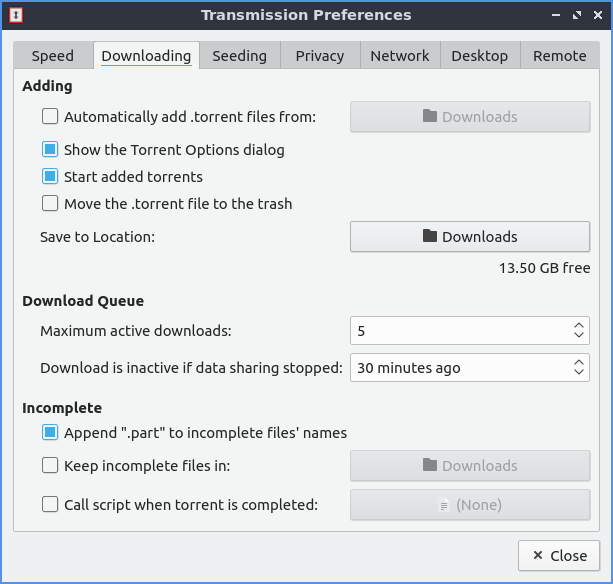 Transmission Preferences
Speed Downloading Seeding Privacy Network Desktop Remote
Adding
Automatically add .torrent files from: Downloads
Show the Torrent Options dialog
Start added torrents
Move the .torrent file to the trash
Save to Location: Downloads
13.50 GB free
Download Queue
Maximum active downloads: 5
Download is inactive if data sharing stopped: 30 minutes ago
Incomplete
Append ".part" to incomplete files' names
Keep incomplete files in: Downloads
Call script when torrent is completed: (None)
Close